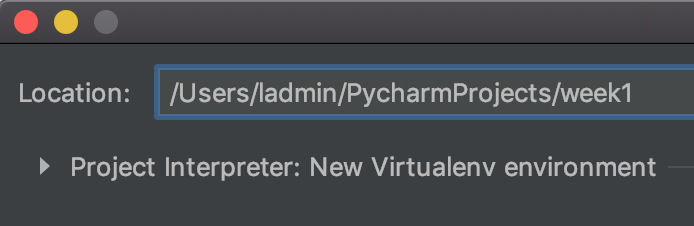 Location: /Users/ladmin/PycharmProjects/week1
Project Interpreter: New Virtualenv environment